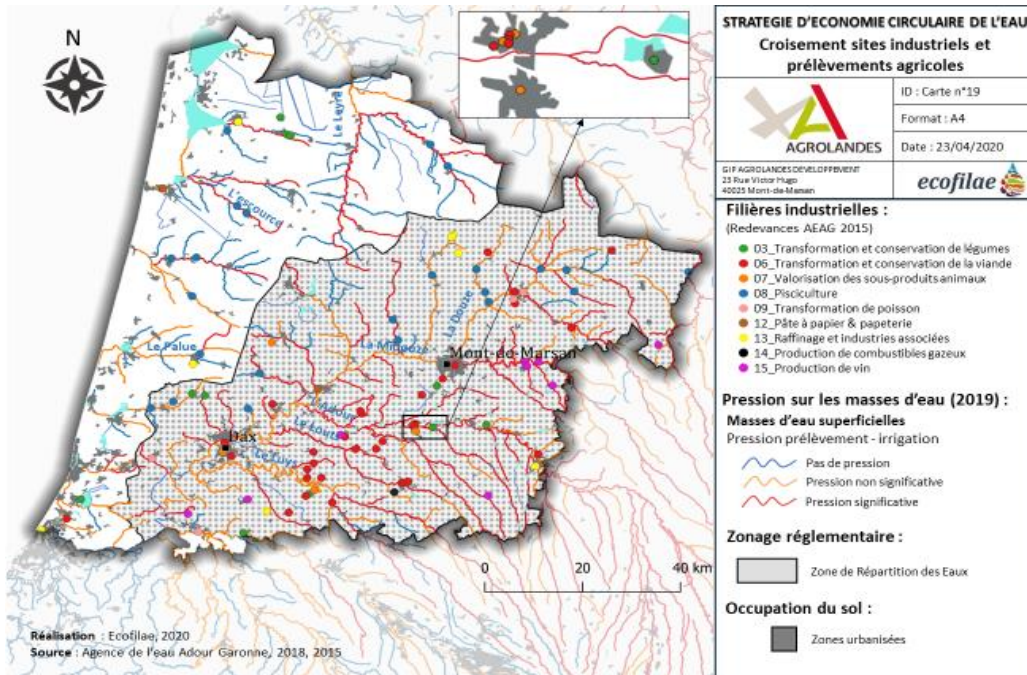 N
Le Leyre
Lescource
Le Palue
La Midouze
La Douze
Mont-de-Marsan
L'Adour
Le Louts
Dax
Le Luy
0 20 40 km
Réalisation : Ecofilae, 2020
Source : Agence de l'eau Adour Garonne, 2018, 2015
STRATEGIE D'ECONOMIE CIRCULAIRE DE L'EAU
Croisement sites industriels et
prélèvements agricoles
AGROLANDES
ID : Carte n°19
Format : A4
Date : 23/04/2020
GIP AGROLANDES DEVELOPPEMENT
23 Rue Victor Hugo
40025 Mont-de-Marsan
ecofilae
Filières industrielles :
(Redevances AEAG 2015)
03_Transformation et conservation de légumes
06_Transformation et conservation de la viande
07_Valorisation des sous-produits animaux
08_Pisciculture
09_Transformation de poisson
12_Pâte à papier & papeterie
13_Raffinage et industries associées
14_Production de combustibles gazeux
15_Production de vin
Pression sur les masses d'eau (2019) :
Masses d'eau superficielles
Pression prélèvement - irrigation
Pas de pression
Pression non significative
Pression significative
Zonage réglementaire :
Zone de Répartition des Eaux
Occupation du sol :
Zones urbanisées